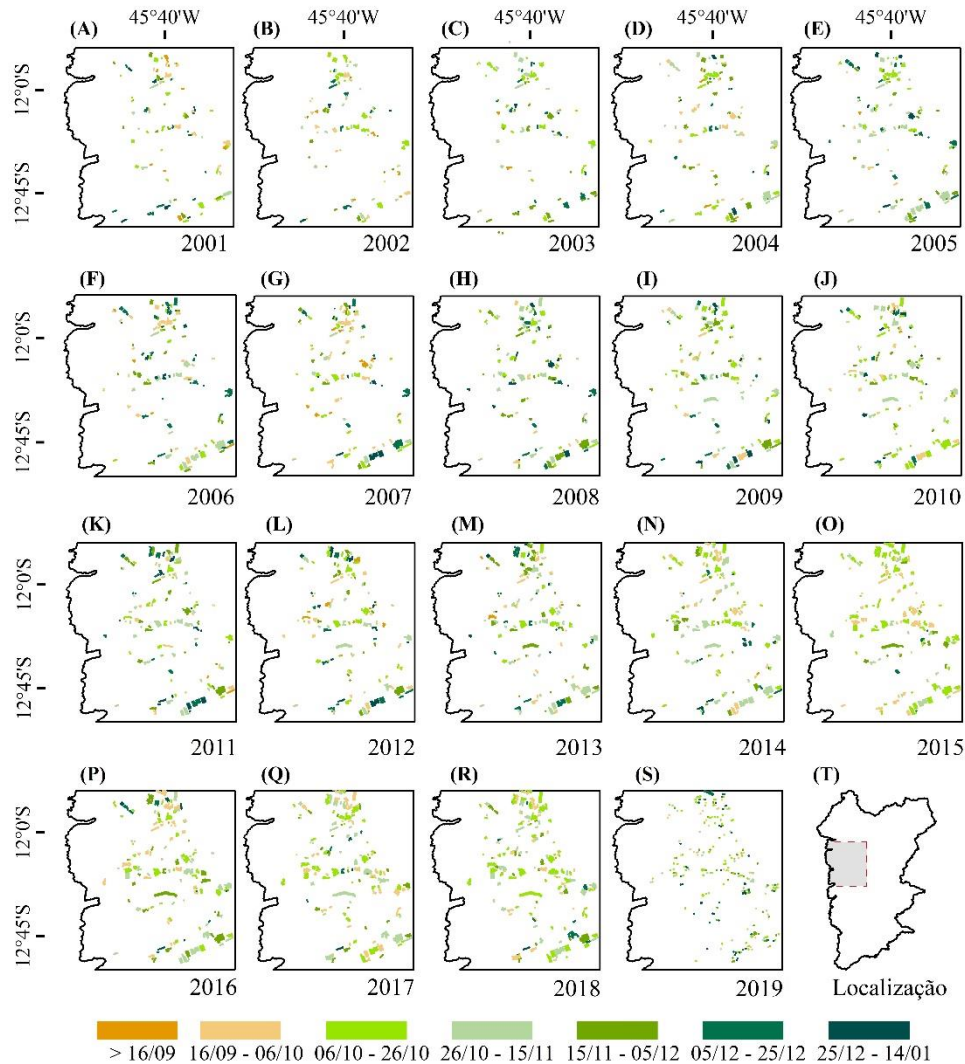 45°40'W 45°40'W 45°40'W 45°40'W 45°40'W
(A) (B) (C) (D) (E)
12°0'S
12°45'S
2001 2002 2003 2004 2005
(F) (G) (H) (I) (J)
12°0'S
12°45'S
2006 2007 2008 2009 2010
(K) (L) (M) (N) (O)
12°0'S
12°45'S
2011 2012 2013 2014 2015
(P) (Q) (R) (S) (T)
12°0'S
12°45'S
2016 2017 2018 2019 Localização
> 16/09 16/09 - 06/10 06/10 - 26/10 26/10 - 15/11 15/11 - 05/12 05/12 - 25/12 25/12 - 14/01